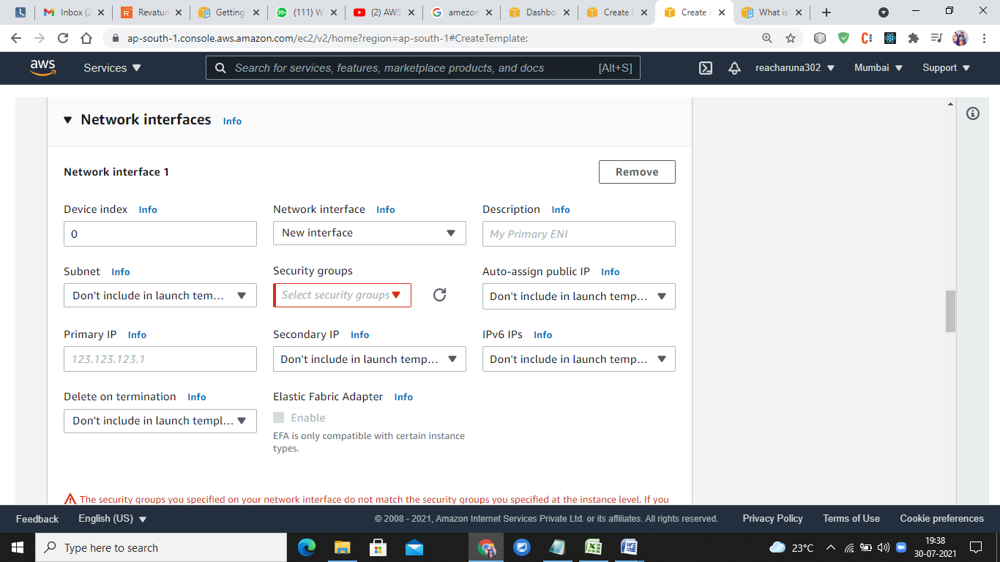 Inbox (2
Revatur
Getting
99+
(111) W
(2) AWS
amezon
Dashbo
Create l
Create l
What is
ap-south-1.console.aws.amazon.com/ec2/v2/home?region=ap-south-1#CreateTemplate:
aws
Services
Search for services, features, marketplace products, and docs
[Alt+S]
reacharuna302
Mumbai
Support
Network interfaces Info
Network interface 1
Remove
Device index Info
Network interface Info
Description Info
0
New interface
My Primary ENI
Subnet Info
Security groups
Auto-assign public IP Info
Don't include in launch tem...
Select security groups
Don't include in launch temp...
Primary IP Info
Secondary IP Info
IPv6 IPs Info
123.123.123.1
Don't include in launch temp...
Don't include in launch temp...
Delete on termination Info
Elastic Fabric Adapter Info
Don't include in launch templ...
Enable
EFA is only compatible with certain instance
types.
The security groups you specified on your network interface do not match the security groups you specified at the instance level. If you
Feedback
English (US)
© 2008 - 2021, Amazon Internet Services Private Ltd. or its affiliates. All rights reserved.
Privacy Policy
Terms of Use
Cookie preferences
Type here to search
23°C
19:38
30-07-2021